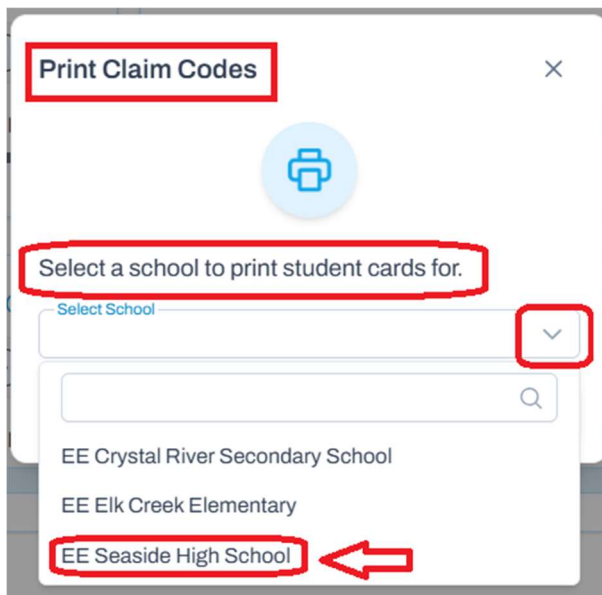 Print Claim Codes
Select a school to print student cards for.
Select School
EE Crystal River Secondary School
EE Elk Creek Elementary
EE Seaside High School